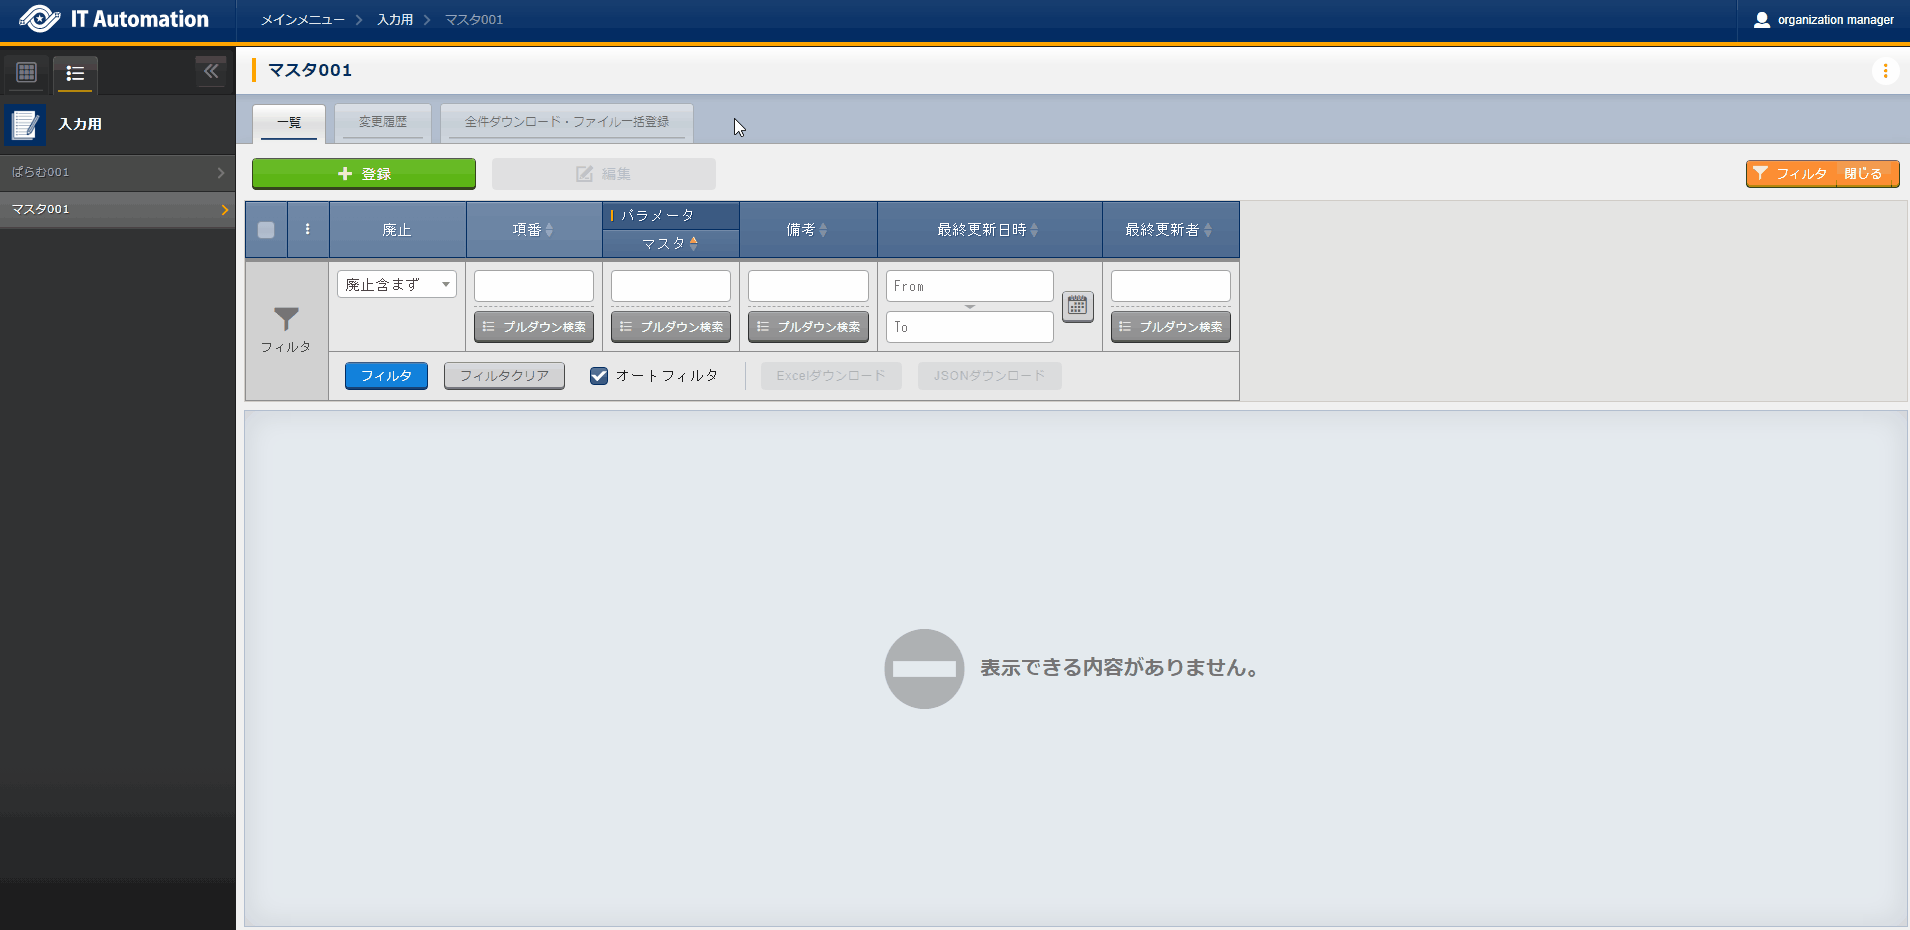 IT Automation
メインメニュー
入力用
マスタ001
organization manager
マスタ001
入力用
ぱらむ001
マスタ001
一覧
変更履歴
全件ダウンロード・ファイル一括登録
登録
編集
フィルタ 閉じる
廃止
項番
パラメータ
マスタ
備考
最終更新日時
最終更新者
フィルタ
廃止含まず
プルダウン検索
プルダウン検索
プルダウン検索
From
To
プルダウン検索
フィルタ
フィルタクリア
オートフィルタ
Excelダウンロード
JSONダウンロード
表示できる内容がありません。